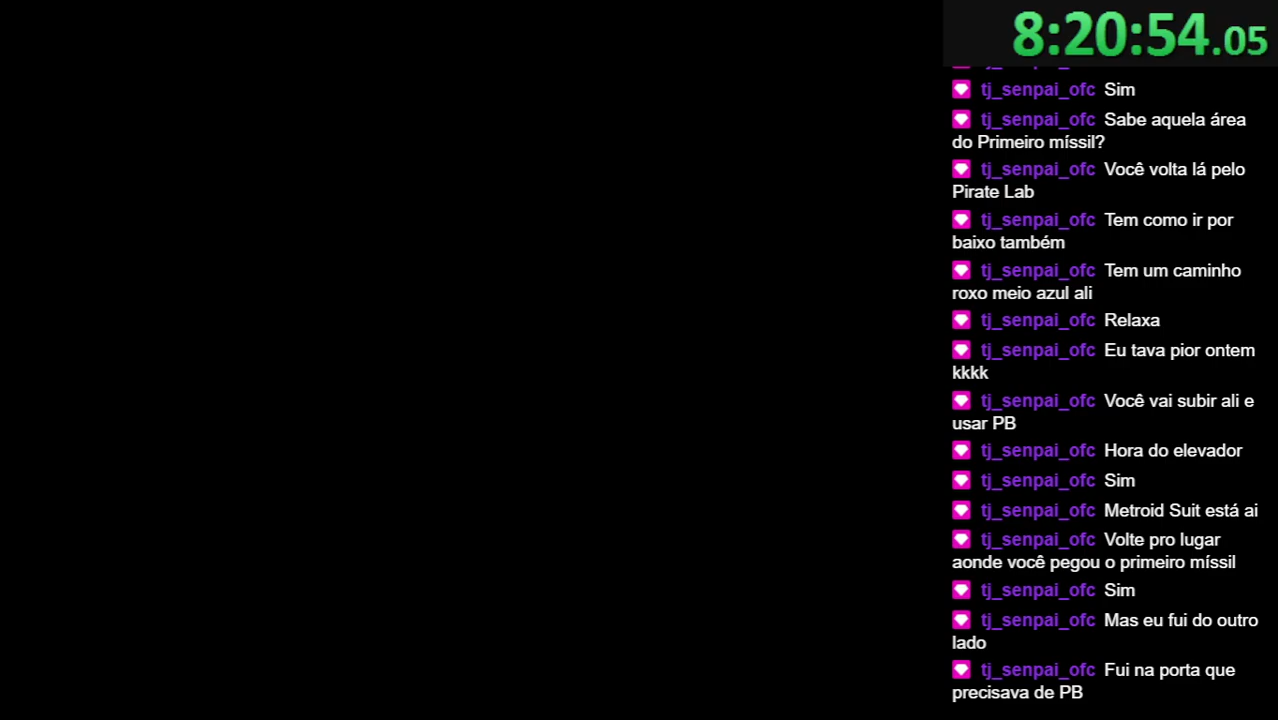 8:20:54.05
tj_senpai_ofc Sim
tj_senpai_ofc Sabe aquela área
do Primeiro míssil?
tj_senpai_ofc Você volta lá pelo
Pirate Lab
tj_senpai_ofc Tem como ir por
baixo também
tj_senpai_ofc Tem um caminho
roxo meio azul ali
tj_senpai_ofc Relaxa
tj_senpai_ofc Eu tava pior ontem
kkkk
tj_senpai_ofc Você vai subir ali e
usar PB
tj_senpai_ofc Hora do elevador
tj_senpai_ofc Sim
tj_senpai_ofc Metroid Suit está ai
tj_senpai_ofc Volte pro lugar
aonde você pegou o primeiro míssil
tj_senpai_ofc Sim
tj_senpai_ofc Mas eu fui do outro
lado
tj_senpai_ofc Fui na porta que
precisava de PB